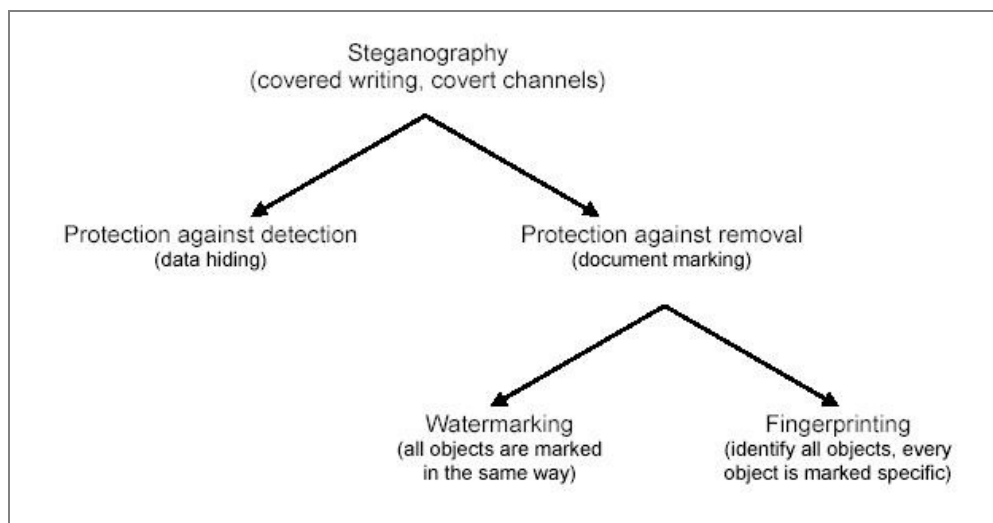 Steganography
(covered writing, covert channels)
Protection against detection
(data hiding)
Protection against removal
(document marking)
Watermarking
(all objects are marked
in the same way)
Fingerprinting
(identify all objects, every
object is marked specific)